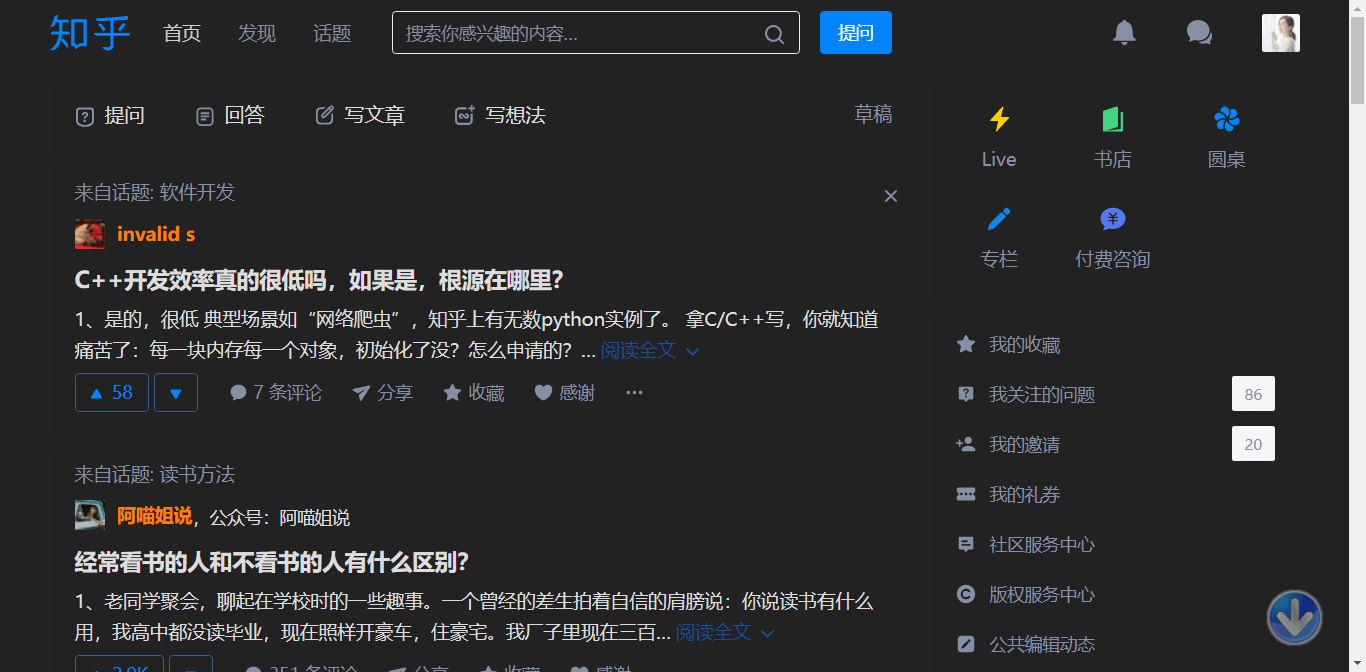 知乎 首页 发现 话题 搜索你感兴趣的内容... 提问
提问 回答 写文章 写想法 草稿
来自话题: 软件开发
invalid s
C++开发效率真的很低吗，如果是，根源在哪里？
1、是的，很低 典型场景如“网络爬虫”，知乎上有无数python实例了。 拿C/C++写，你就知道
痛苦了：每一块内存每一个对象，初始化了没？怎么申请的？... 阅读全文
58 7 条评论 分享 收藏 感谢 ...
来自话题: 读书方法
阿喵姐说，公众号：阿喵姐说
经常看书的人和不看书的人有什么区别？
1、老同学聚会，聊起在学校时的一些趣事。一个曾经的差生拍着自信的肩膀说：你说读书有什么
用，我高中都没读毕业，现在照样开豪车，住豪宅。我厂子里现在三百... 阅读全文
2.9K 251 条评论 分享 收藏 感谢
Live 书店 圆桌
专栏 付费咨询
我的收藏
我关注的问题 86
我的邀请 20
我的礼券
社区服务中心
版权服务中心
公共编辑动态